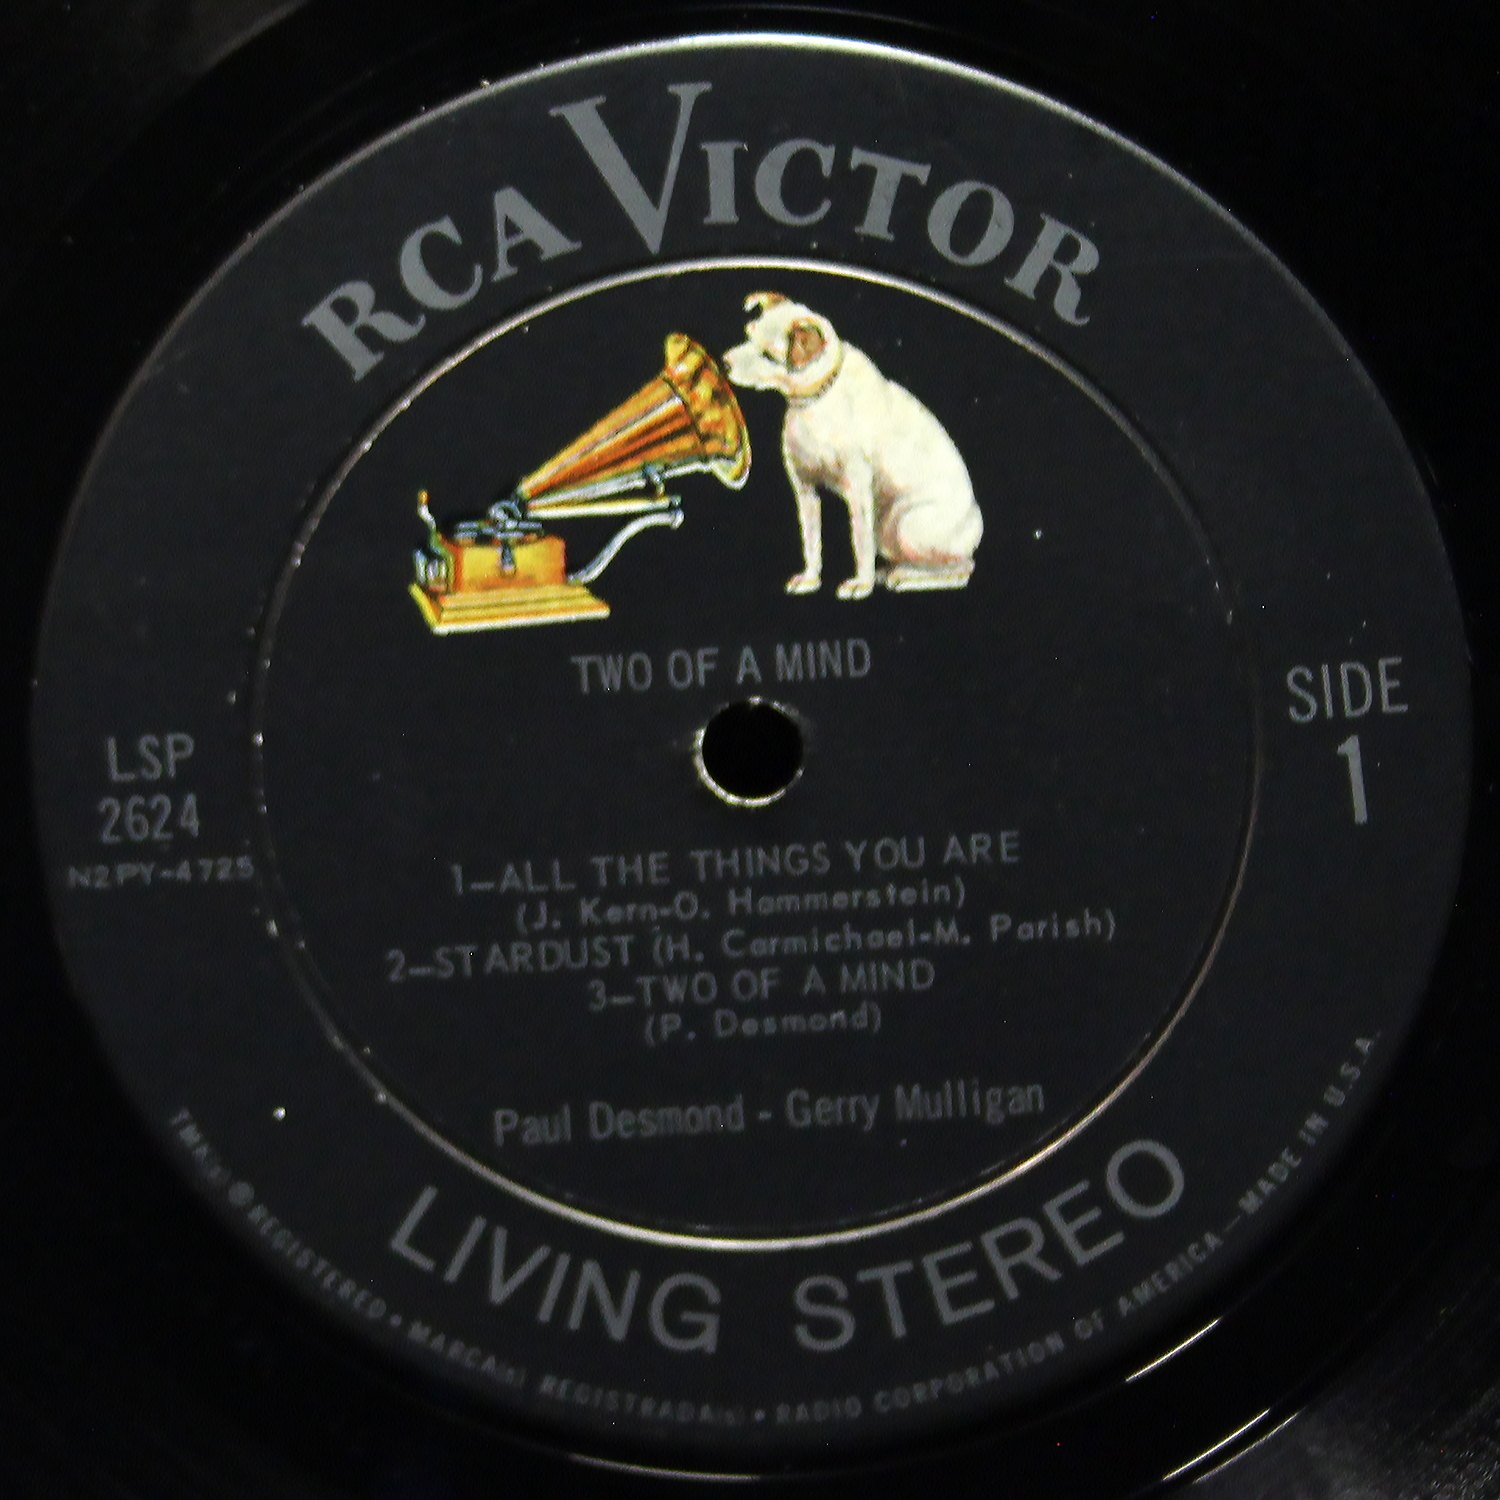 RCA VICTOR
TWO OF A MIND
SIDE
1
LSP
2624
N2PY-4725
1—ALL THE THINGS YOU ARE
(J. Kern-O. Hammerstein)
2—STARDUST (H. Carmichael-M. Parish)
3—TWO OF A MIND
(P. Desmond)
Paul Desmond - Gerry Mulligan
LIVING STEREO
TMK(s) ® REGISTERED • MARCA(s) REGISTRADA(s) • RADIO CORPORATION OF AMERICA—MADE IN U.S.A.